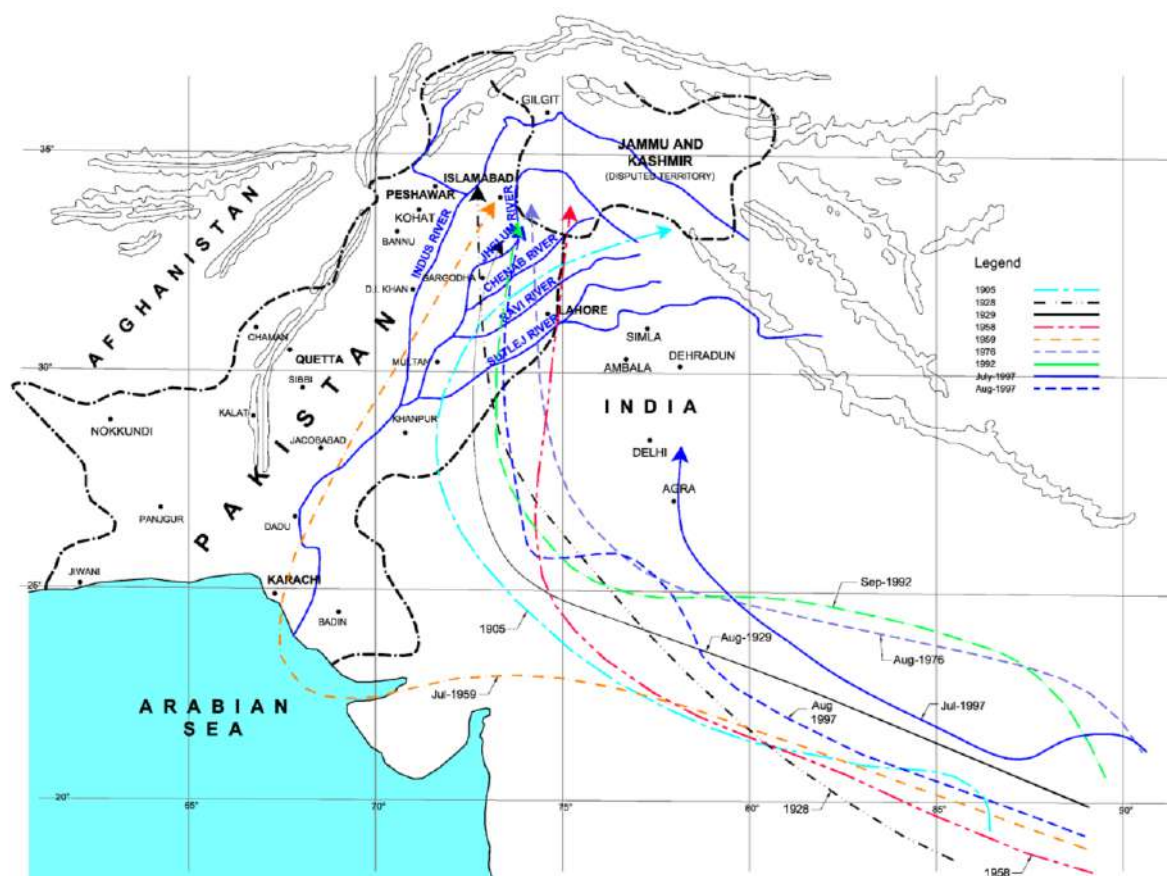 GILGIT
35°
JAMMU AND
KASHMIR
(DISPUTED TERRITORY)
ISLAMABAD
PESHAWAR
KOHAT
BANNU
INDUS RIVER
JHELUM RIVER
CHENAB RIVER
SARGODHA
RAVI RIVER
D.I. KHAN
AFGHANISTAN
LAHORE
SUTLEJ RIVER
SIMLA
CHAMAN
QUETTA
MULTAN
DEHRADUN
AMBALA
30°
SIBBI
KALAT
PAKISTAN
INDIA
KHANPUR
NOKKUNDI
JACOBABAD
DELHI
AGRA
PANJGUR
DADU
JIWANI
25°
KARACHI
BADIN
Legend
1905
1928
1929
1958
1959
1976
1992
July-1997
Aug-1997
Sep-1992
1905
Aug-1929
Aug-1976
Jul-1959
Jul-1997
Aug
1997
ARABIAN
SEA
20°
65°
70°
75°
80°
85°
90°
1928
1958